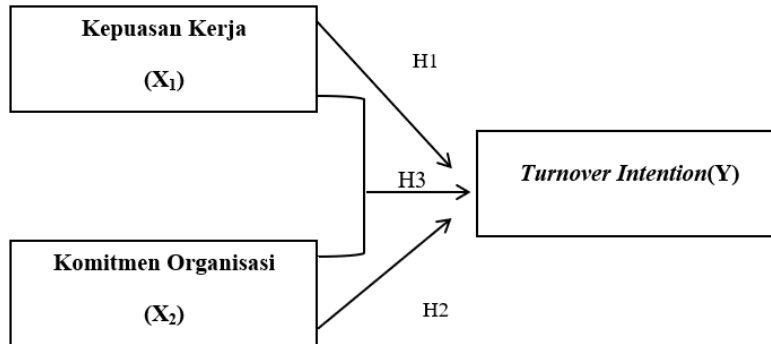 Kepuasan Kerja
(X₁)
H1
Turnover Intention(Y)
H3
Komitmen Organisasi
(X₂)
H2